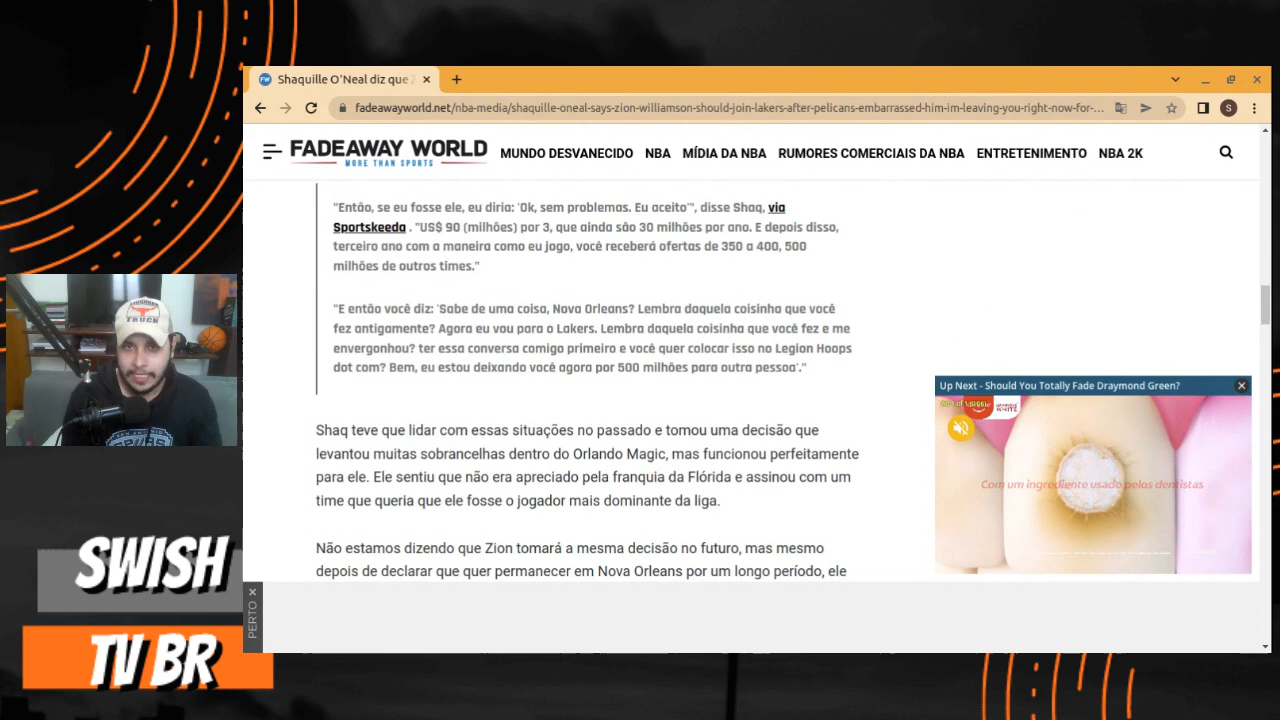 Shaquille O'Neal diz que Z
fadeawayworld.net/nba-media/shaquille-oneal-says-zion-williamson-should-join-lakers-after-pelicans-embarrassed-him-im-leaving-you-right-now-for-...
S
FADEAWAY WORLD
MORE THAN SPORTS
MUNDO DESVANECIDO NBA MÍDIA DA NBA RUMORES COMERCIAIS DA NBA ENTRETENIMENTO NBA 2K
"Então, se eu fosse ele, eu diria: 'Ok, sem problemas. Eu aceito'", disse Shaq, via
Sportskeeda . "US$ 90 (milhões) por 3, que ainda são 30 milhões por ano. E depois disso,
terceiro ano com a maneira como eu jogo, você receberá ofertas de 350 a 400, 500
milhões de outros times."
"E então você diz: 'Sabe de uma coisa, Nova Orleans? Lembra daquela coisinha que você
fez antigamente? Agora eu vou para o Lakers. Lembra daquela coisinha que você fez e me
envergonhou? ter essa conversa comigo primeiro e você quer colocar isso no Legion Hoops
dot com? Bem, eu estou deixando você agora por 500 milhões para outra pessoa'."
Shaq teve que lidar com essas situações no passado e tomou uma decisão que
levantou muitas sobrancelhas dentro do Orlando Magic, mas funcionou perfeitamente
para ele. Ele sentiu que não era apreciado pela franquia da Flórida e assinou com um
time que queria que ele fosse o jogador mais dominante da liga.
Não estamos dizendo que Zion tomará a mesma decisão no futuro, mas mesmo
depois de declarar que quer permanecer em Nova Orleans por um longo período, ele
Up Next - Should You Totally Fade Draymond Green?
Com um ingrediente usado pelos dentistas
PERTO
TRUCK
SWISH
TV BR